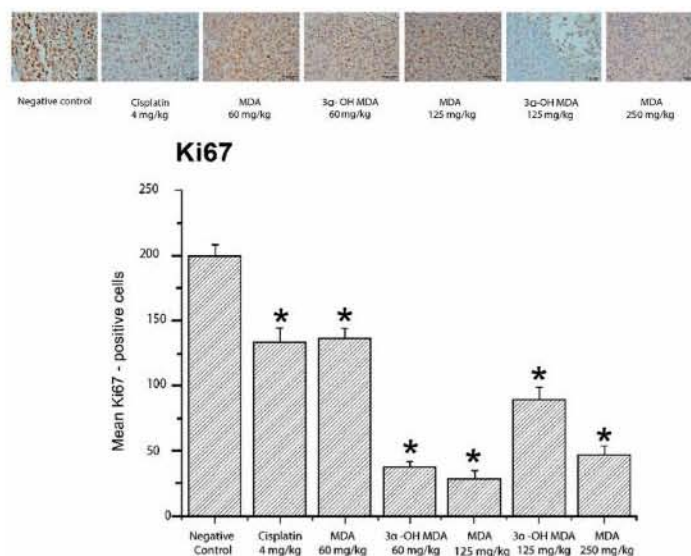 Negative control
Cisplatin
4 mg/kg
MDA
60 mg/kg
3α- OH MDA
60 mg/kg
MDA
125 mg/kg
3α-OH MDA
125 mg/kg
MDA
250 mg/kg
Ki67
Mean Ki67 - positive cells
250
200
150
100
50
0
*
*
*
*
*
*
Negative
Control
Cisplatin
4 mg/kg
MDA
60 mg/kg
3α -OH MDA
60 mg/kg
MDA
125 mg/kg
3α -OH MDA
125 mg/kg
MDA
250 mg/kg